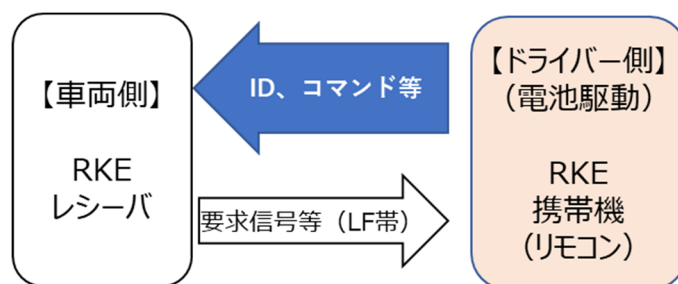 【車両側】
RKE
レシーバ
ID、コマンド等
要求信号等（LF帯）
【ドライバー側】
（電池駆動）
RKE
携帯機
（リモコン）